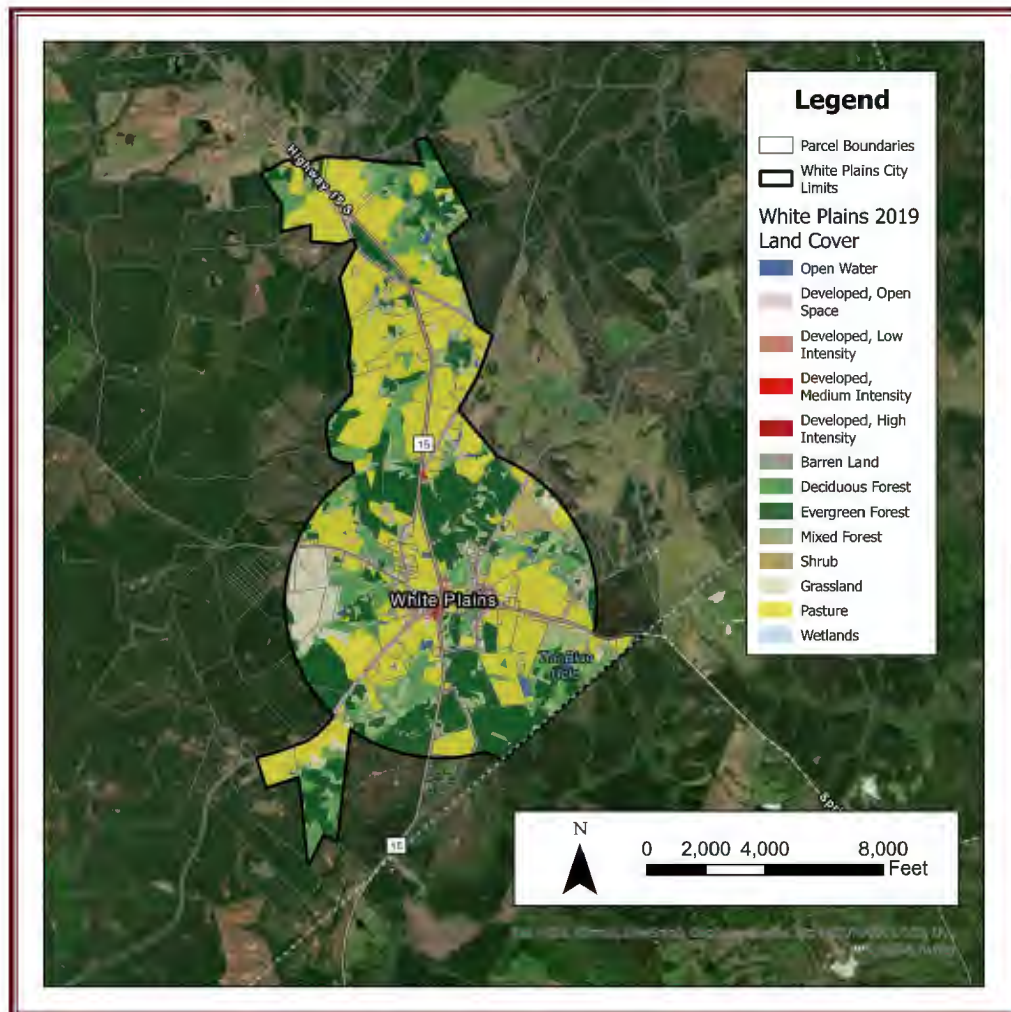 Legend
Parcel Boundaries
White Plains City
Limits
White Plains 2019
Land Cover
Open Water
Developed, Open
Space
Developed, Low
Intensity
Developed,
Medium Intensity
Developed, High
Intensity
Barren Land
Deciduous Forest
Evergreen Forest
Mixed Forest
Shrub
Grassland
Pasture
Wetlands
Highway 15 S
15
White Plains
15
N
0 2,000 4,000 8,000
Feet